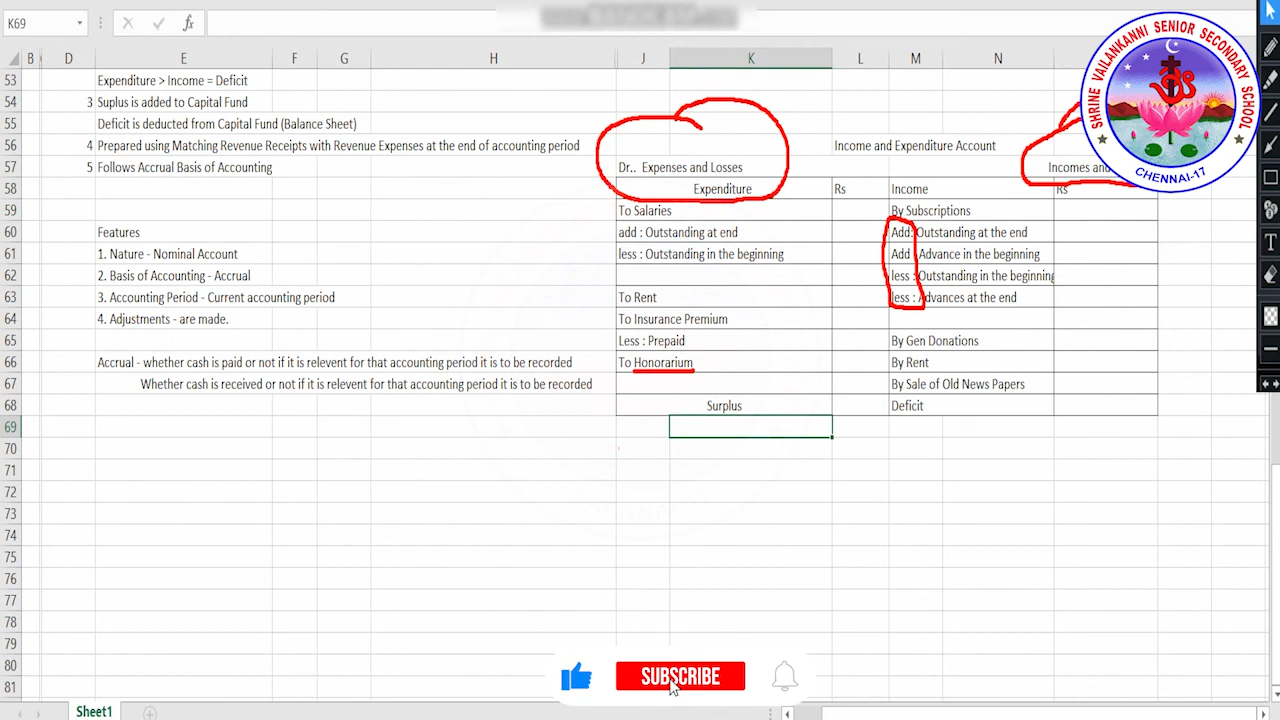 K69
fx
B D E F G H J K L M N
53 Expenditure > Income = Deficit
54 3 Suplus is added to Capital Fund
55 Deficit is deducted from Capital Fund (Balance Sheet)
56 4 Prepared using Matching Revenue Receipts with Revenue Expenses at the end of accounting period Income and Expenditure Account
57 5 Follows Accrual Basis of Accounting Dr.. Expenses and Losses Incomes and
58 Expenditure Rs Income Rs
59 To Salaries By Subscriptions
60 Features add : Outstanding at end Add: Outstanding at the end
61 1. Nature - Nominal Account less : Outstanding in the beginning Add : Advance in the beginning
62 2. Basis of Accounting - Accrual less : Outstanding in the beginning
63 3. Accounting Period - Current accounting period To Rent less : Advances at the end
64 4. Adjustments - are made. To Insurance Premium
65 Less : Prepaid By Gen Donations
66 Accrual - whether cash is paid or not if it is relevent for that accounting period it is to be recorded To Honorarium By Rent
67 Whether cash is received or not if it is relevent for that accounting period it is to be recorded By Sale of Old News Papers
68 Surplus Deficit
69
70
71
72
73
74
75
76
77
78
79
80
81
SUBSCRIBE
Sheet1
SHRINE VAILANKANNI SENIOR SECONDARY SCHOOL
CHENNAI-17